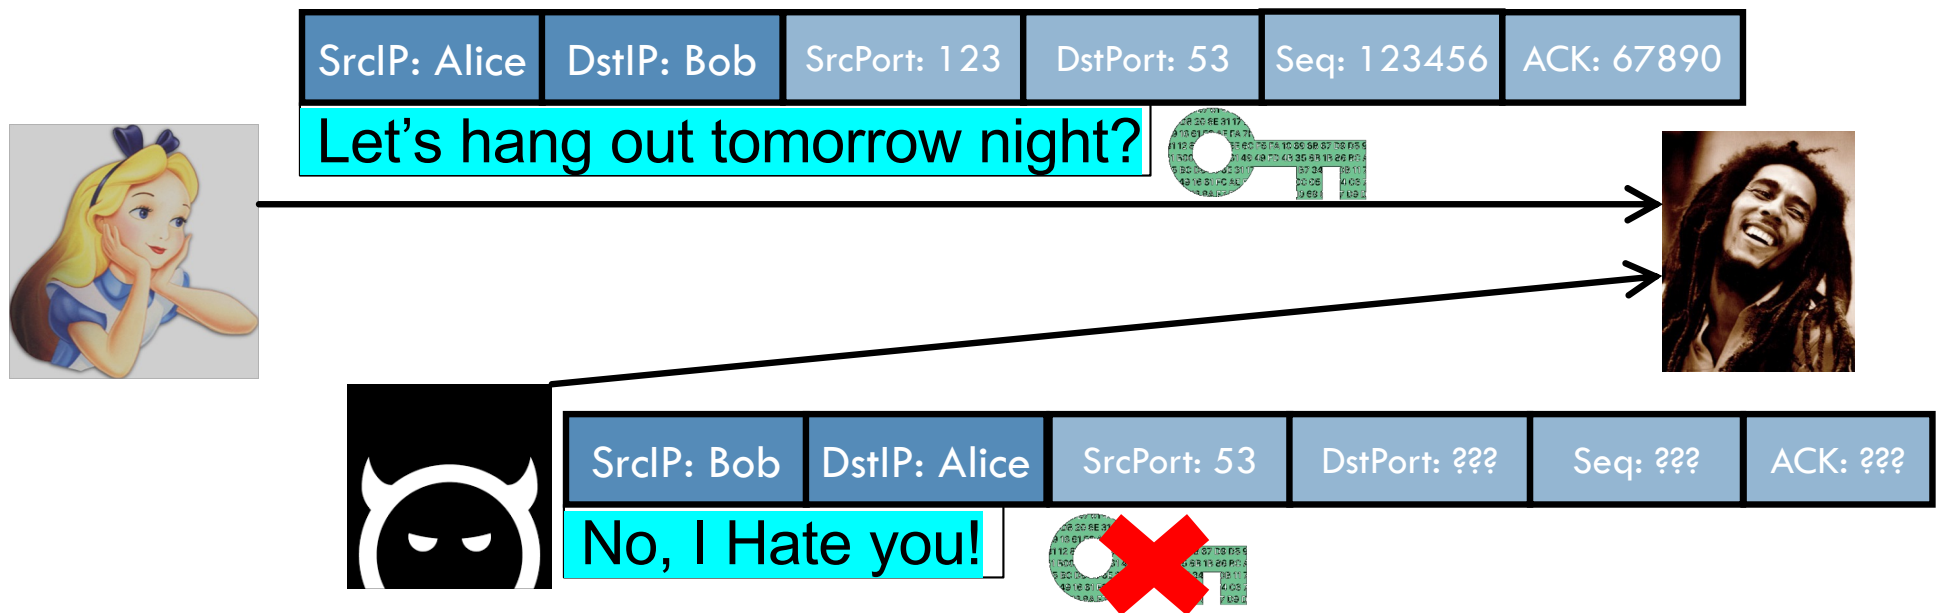 SrcIP: Alice DstIP: Bob SrcPort: 123 DstPort: 53 Seq: 123456 ACK: 67890
Let's hang out tomorrow night?
SrcIP: Bob DstIP: Alice SrcPort: 53 DstPort: ??? Seq: ??? ACK: ???
No, I Hate you!